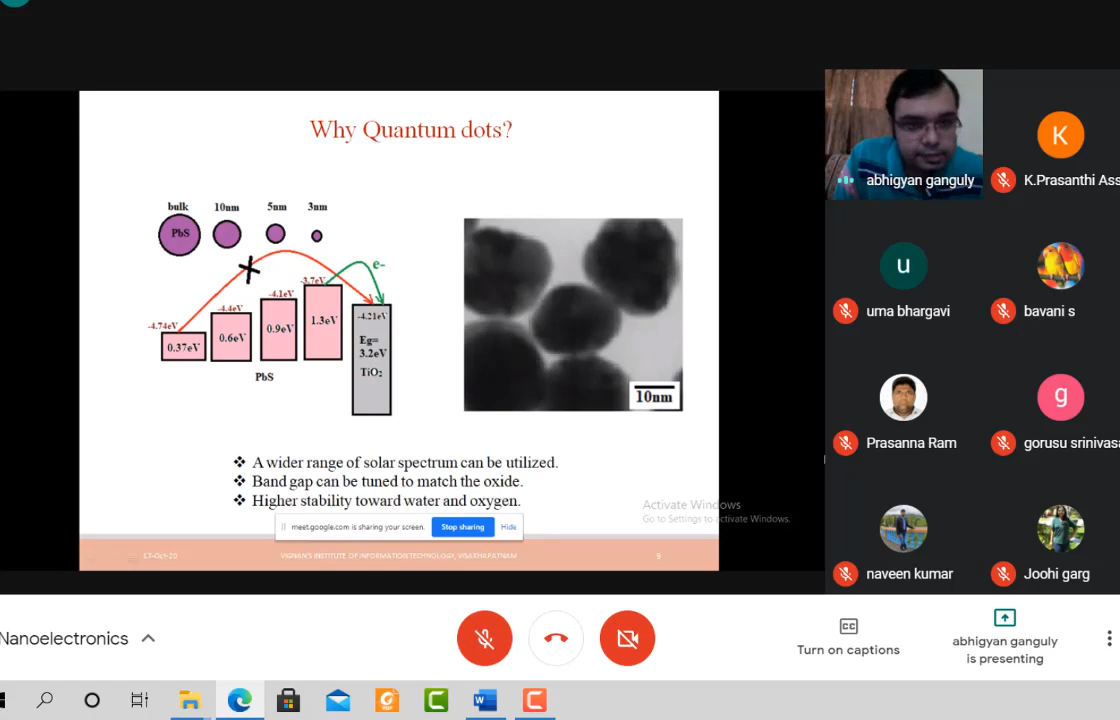 Why Quantum dots?
bulk 10nm 5nm 3nm
PbS
e-
-3.7eV
-4.1eV
-4.4eV
-4.74eV
0.37eV 0.6eV 0.9eV 1.3eV
-4.21eV
Eg=
3.2eV
TiO₂
PbS
10nm
❖ A wider range of solar spectrum can be utilized.
❖ Band gap can be tuned to match the oxide.
❖ Higher stability toward water and oxygen.
meet.google.com is sharing your screen. Stop sharing Hide
Activate Windows
Go to Settings to activate Windows.
17-Oct-20 VIGNAN'S INSTITUTE OF INFORMATION TECHNOLOGY, VISAKHAPATNAM 9
abhigyan ganguly
K
K.Prasanthi Ass
u
uma bhargavi
bavani s
Prasanna Ram
g
gorusu srinivasa
naveen kumar
Joohi garg
Nanoelectronics
CC
Turn on captions
abhigyan ganguly
is presenting